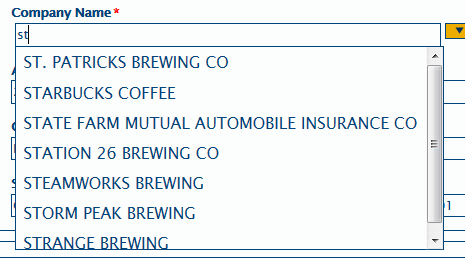 Company Name*
st
ST. PATRICKS BREWING CO
STARBUCKS COFFEE
STATE FARM MUTUAL AUTOMOBILE INSURANCE CO
STATION 26 BREWING CO
STEAMWORKS BREWING
STORM PEAK BREWING
STRANGE BREWING